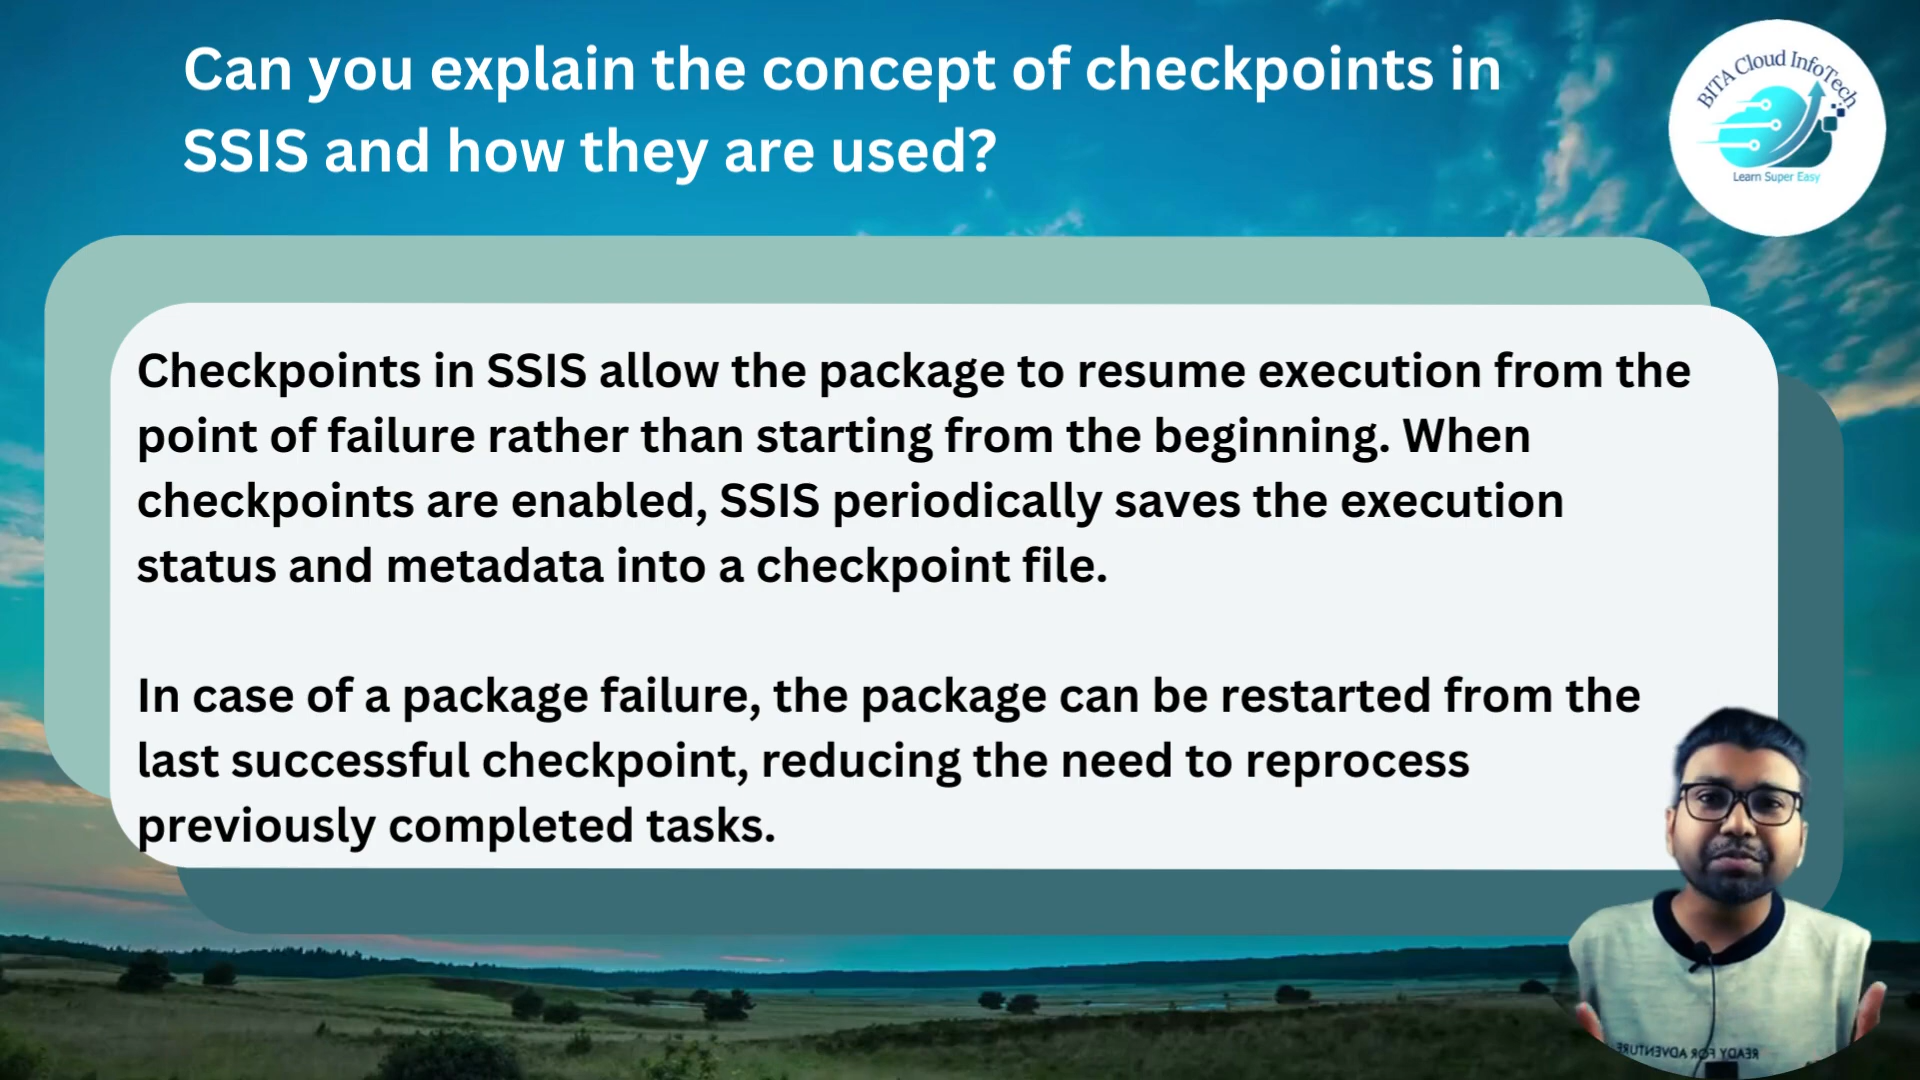 Can you explain the concept of checkpoints in
SSIS and how they are used?
BITA Cloud InfoTech
Learn Super Easy
Checkpoints in SSIS allow the package to resume execution from the
point of failure rather than starting from the beginning. When
checkpoints are enabled, SSIS periodically saves the execution
status and metadata into a checkpoint file.
In case of a package failure, the package can be restarted from the
last successful checkpoint, reducing the need to reprocess
previously completed tasks.
READY FOR ADVENTURE